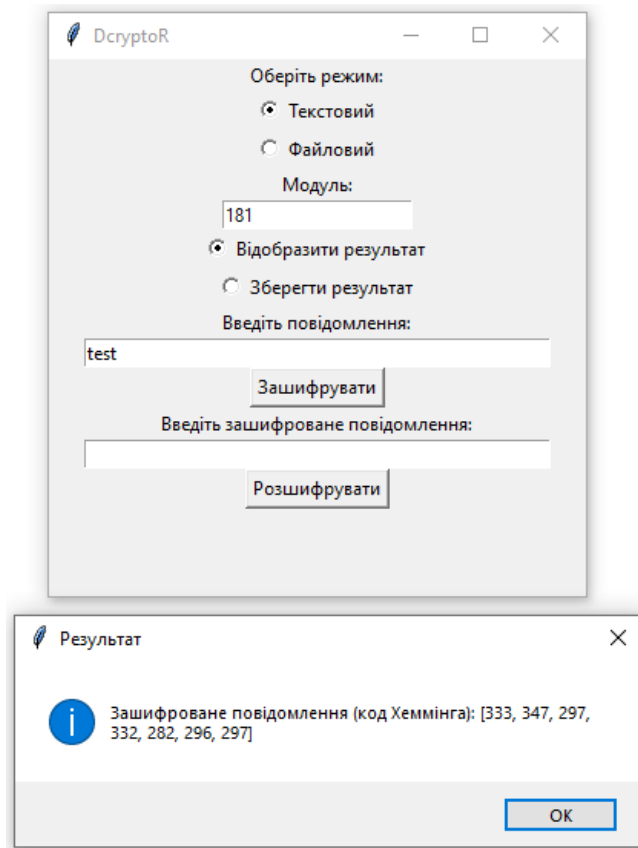 DcryptoR
Оберіть режим:
Текстовий
Файловий
Модуль:
181
Відобразити результат
Зберегти результат
Введіть повідомлення:
test
Зашифрувати
Введіть зашифроване повідомлення:
Розшифрувати
Результат
Зашифроване повідомлення (код Хеммінга): [333, 347, 297,
332, 282, 296, 297]
OK